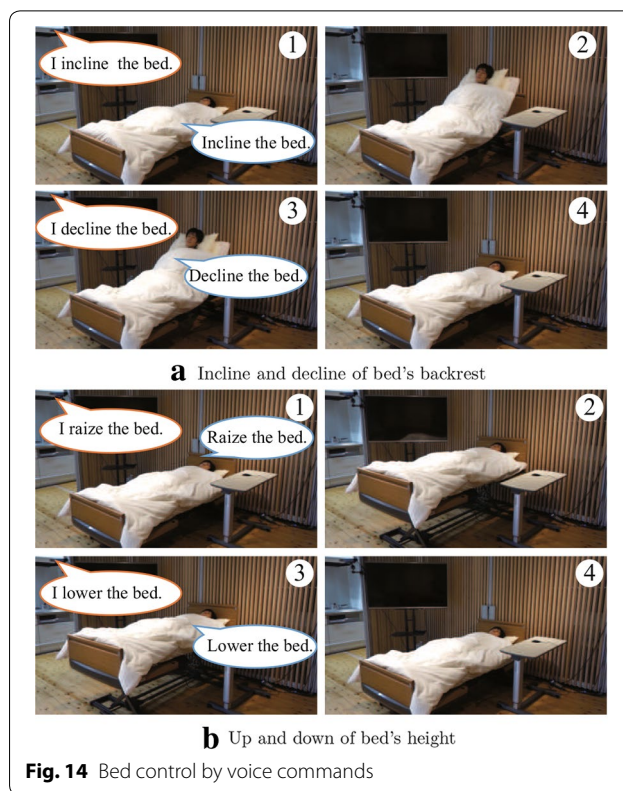 1
I incline the bed.
Incline the bed.
2
3
I decline the bed.
Decline the bed.
4
a Incline and decline of bed's backrest
1
I raize the bed.
Raize the bed.
2
3
I lower the bed.
Lower the bed.
4
b Up and down of bed's height
Fig. 14 Bed control by voice commands